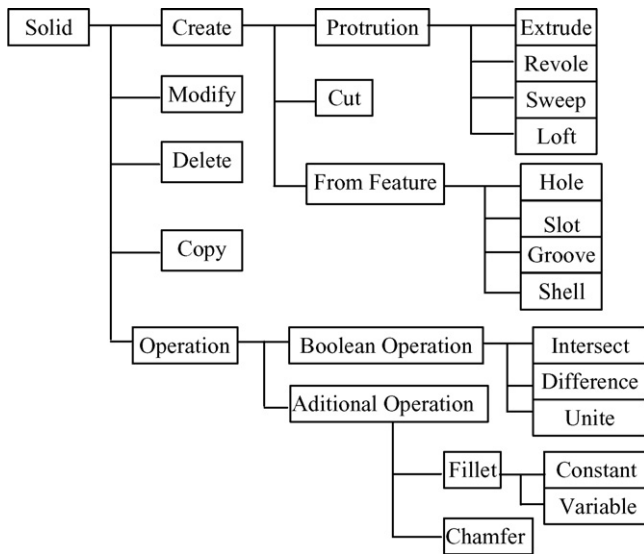 Solid
Create
Protrution
Extrude
Revole
Modify
Cut
Sweep
Loft
Delete
From Feature
Hole
Slot
Copy
Groove
Shell
Operation
Boolean Operation
Intersect
Difference
Aditional Operation
Unite
Fillet
Constant
Variable
Chamfer